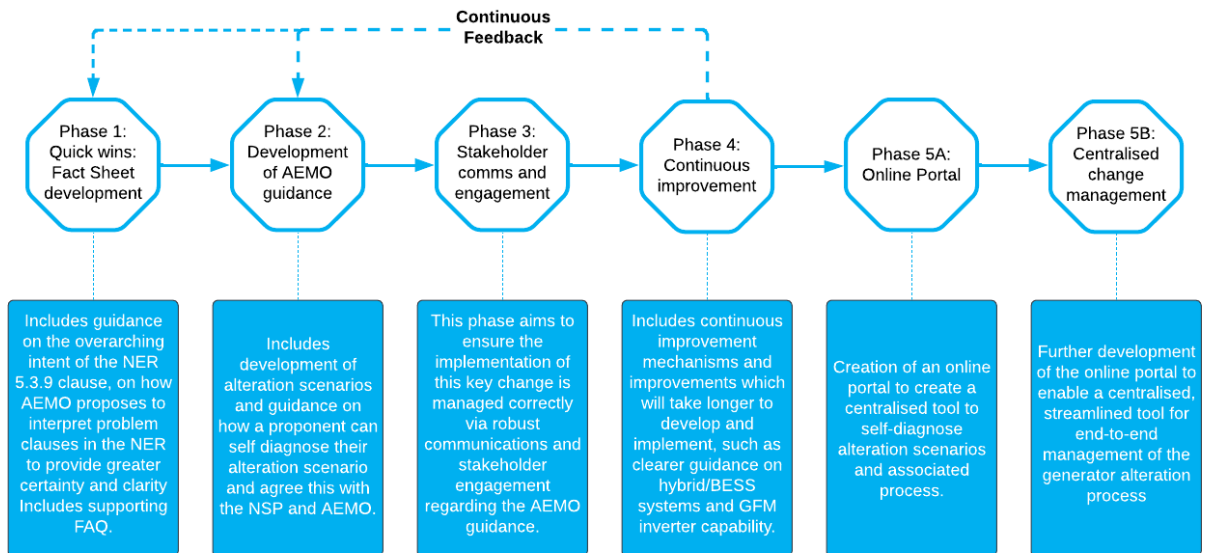 Continuous
Feedback
Phase 1:
Quick wins:
Fact Sheet
development
Phase 2:
Development
of AEMO
guidance
Phase 3:
Stakeholder
comms and
engagement
Phase 4:
Continuous
improvement
Phase 5A:
Online Portal
Phase 5B:
Centralised
change
management
Includes guidance
on the overarching
intent of the NER
5.3.9 clause, on how
AEMO proposes to
interpret problem
clauses in the NER
to provide greater
certainty and clarity
Includes supporting
FAQ.
Includes
development of
alteration scenarios
and guidance on
how a proponent can
self diagnose their
alteration scenario
and agree this with
the NSP and AEMO.
This phase aims to
ensure the
implementation of
this key change is
managed correctly
via robust
communications and
stakeholder
engagement
regarding the AEMO
guidance.
Includes continuous
improvement
mechanisms and
improvements which
will take longer to
develop and
implement, such as
clearer guidance on
hybrid/BESS
systems and GFM
inverter capability.
Creation of an online
portal to create a
centralised tool to
self-diagnose
alteration scenarios
and associated
process.
Further development
of the online portal to
enable a centralised,
streamlined tool for
end-to-end
management of the
generator alteration
process